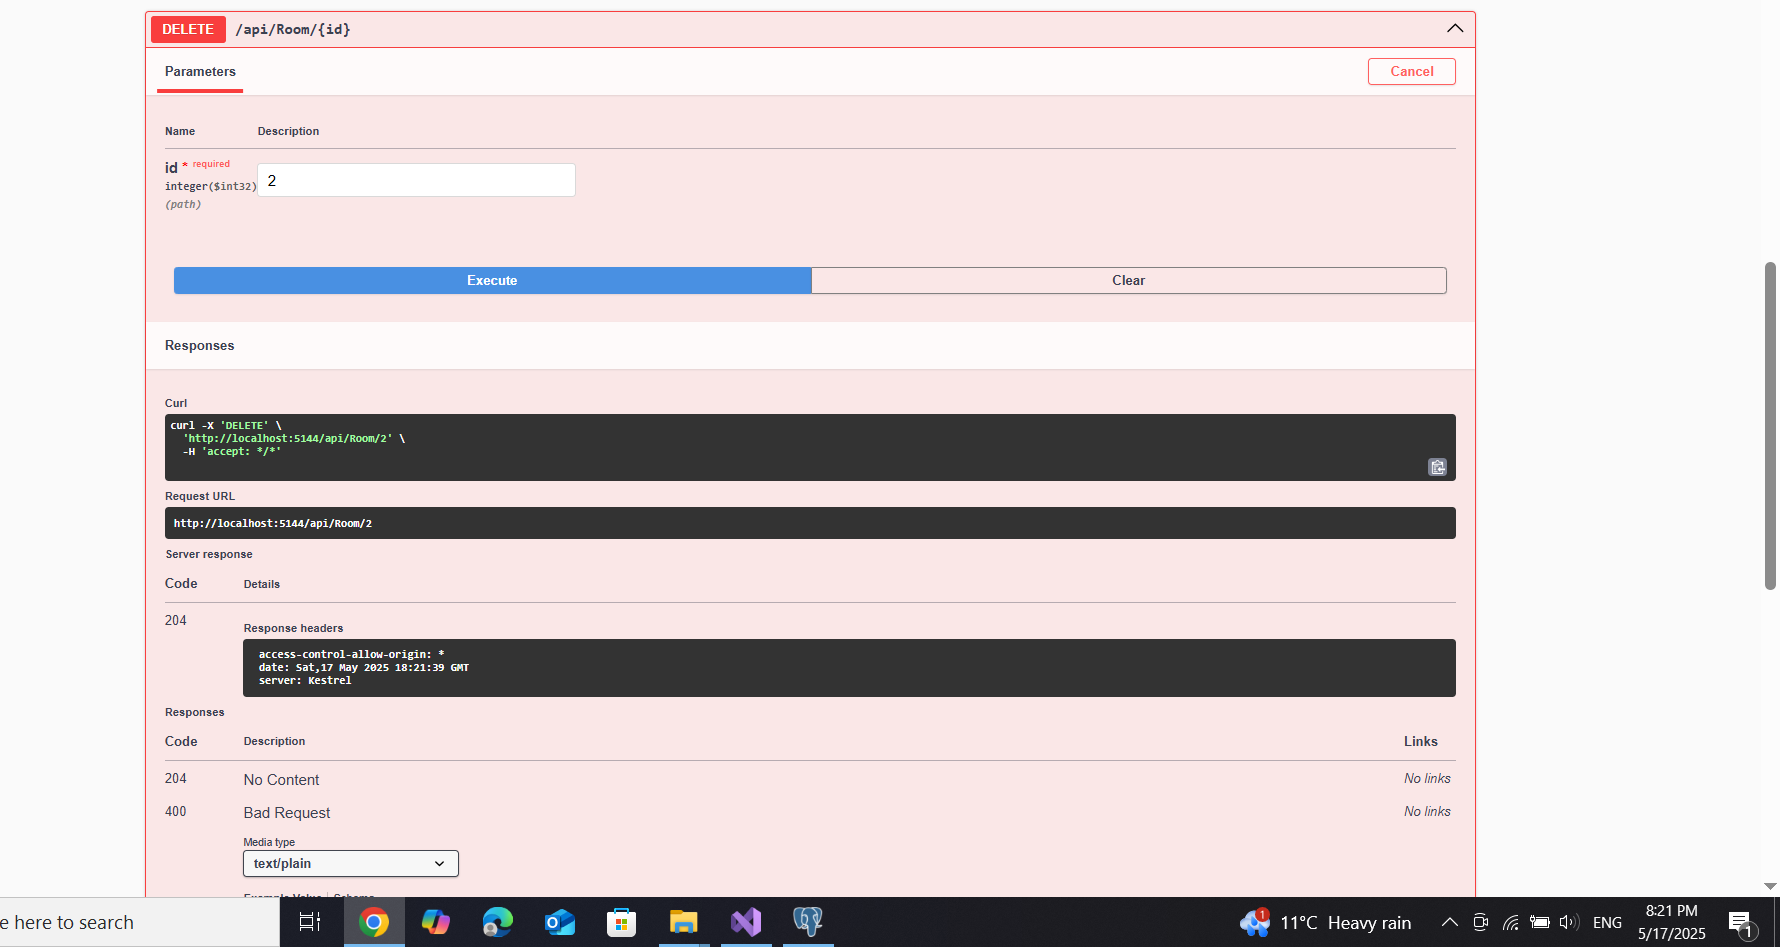 DELETE /api/Room/{id}
Parameters
Cancel
Name Description
id * required
integer($int32)
(path)
2
Execute
Clear
Responses
Curl
curl -X 'DELETE' \
'http://localhost:5144/api/Room/2' \
-H 'accept: */*'
Request URL
http://localhost:5144/api/Room/2
Server response
Code Details
204
Response headers
access-control-allow-origin: *
date: Sat,17 May 2025 18:21:39 GMT
server: Kestrel
Responses
Code Description Links
204 No Content No links
400 Bad Request No links
Media type
text/plain
Example Value | Schema
e here to search
1
11°C Heavy rain
ENG
8:21 PM
5/17/2025
1